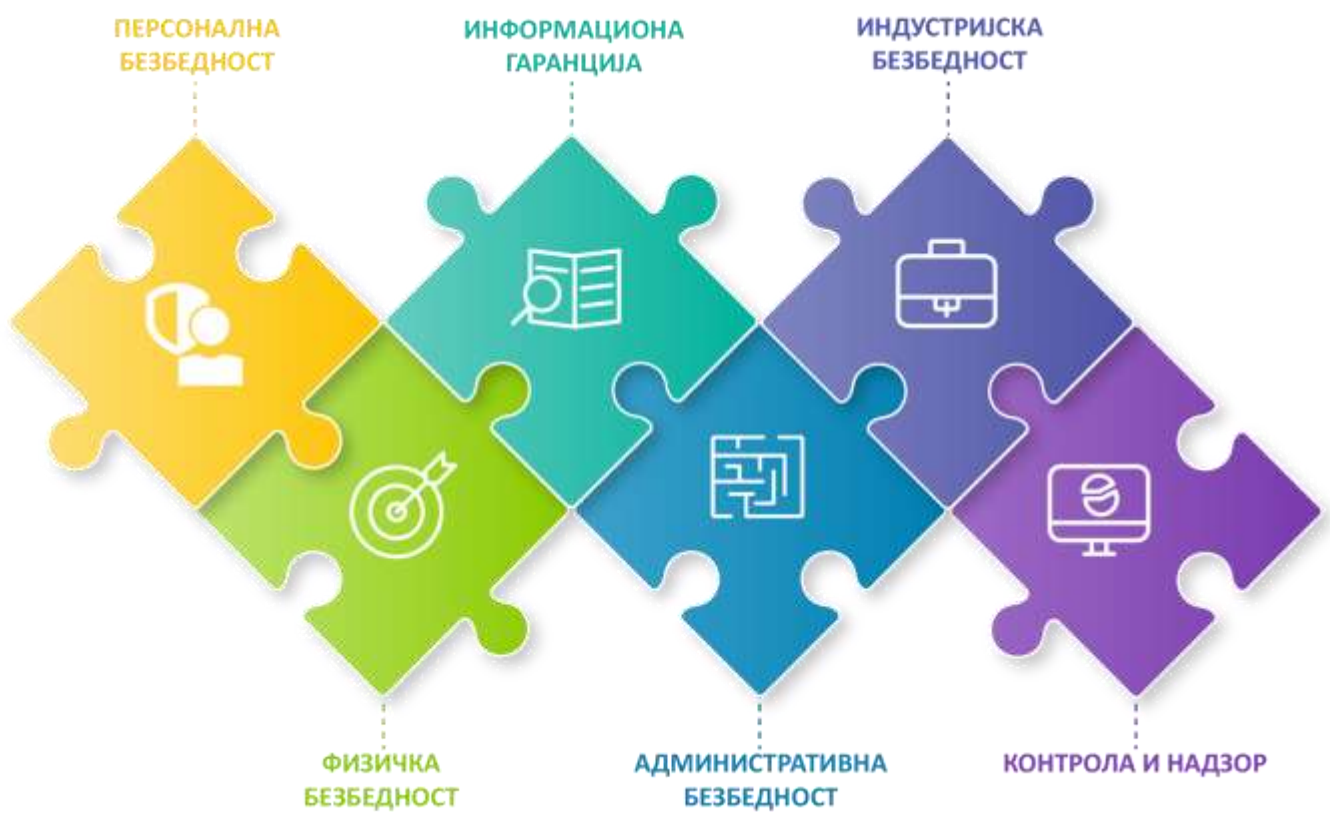 ПЕРСОНАЛНА
БЕЗБЕДНОСТ
ИНФОРМАЦИОНА
ГАРАНЦИЈА
ИНДУСТРИЈСКА
БЕЗБЕДНОСТ
ФИЗИЧКА
БЕЗБЕДНОСТ
АДМИНИСТРАТИВНА
БЕЗБЕДНОСТ
КОНТРОЛА И НАДЗОР